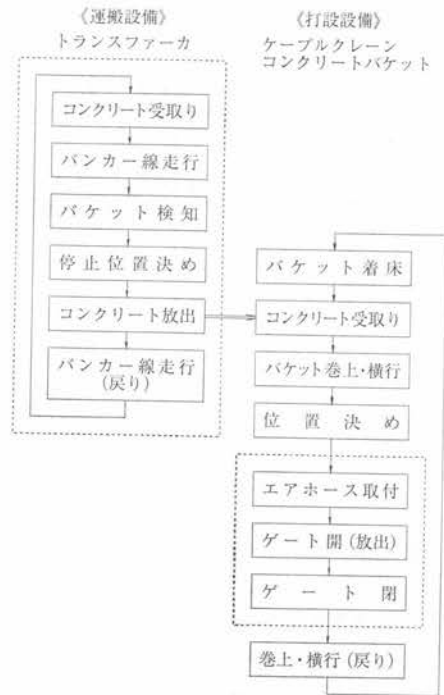 《運搬設備》
トランスファーカ
コンクリート受取り
バンカー線走行
バケット検知
停止位置決め
コンクリート放出
バンカー線走行
(戻り)
《打設設備》
ケーブルクレーン
コンクリートバケット
バケット着床
コンクリート受取り
バケット巻上・横行
位置決め
エアホース取付
ゲート開(放出)
ゲート閉
巻上・横行(戻り)